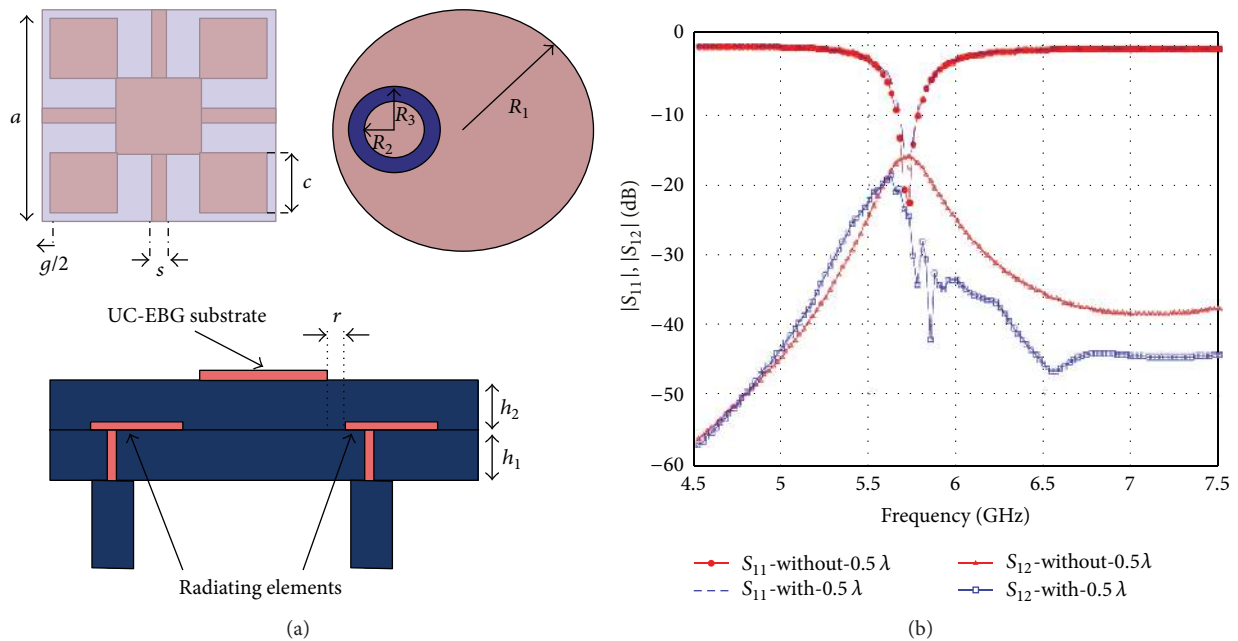 a
c
g/2
s
R1
R2
R3
UC-EBG substrate
r
h2
h1
Radiating elements
(a)
|S11|, |S12| (dB)
0
−10
−20
−30
−40
−50
−60
4.5 5 5.5 6 6.5 7 7.5
Frequency (GHz)
S11-without-0.5 λ
S11-with-0.5 λ
S12-without-0.5λ
S12-with-0.5 λ
(b)